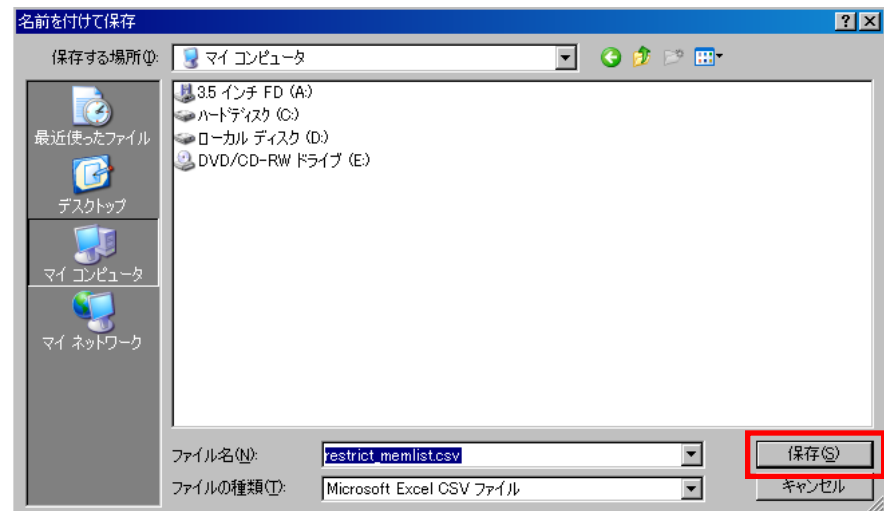 名前を付けて保存
保存する場所(I):
マイ コンピュータ
3.5 インチ FD (A:)
ハードディスク (C:)
ローカル ディスク (D:)
DVD/CD-RW ドライブ (E:)
最近使ったファイル
デスクトップ
マイ コンピュータ
マイ ネットワーク
ファイル名(N):
restrict_memlist.csv
保存(S)
ファイルの種類(T):
Microsoft Excel CSV ファイル
キャンセル